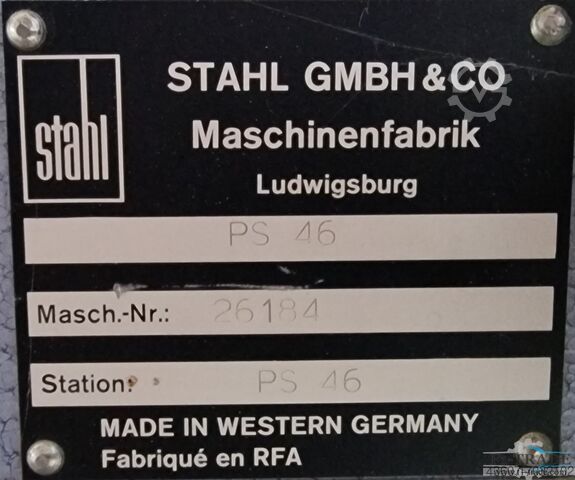 stahl
STAHL GMBH & CO
Maschinenfabrik
Ludwigsburg
PS 46
Masch.-Nr.: 26184
Station: PS 46
MADE IN WESTERN GERMANY
Fabriqué en RFA